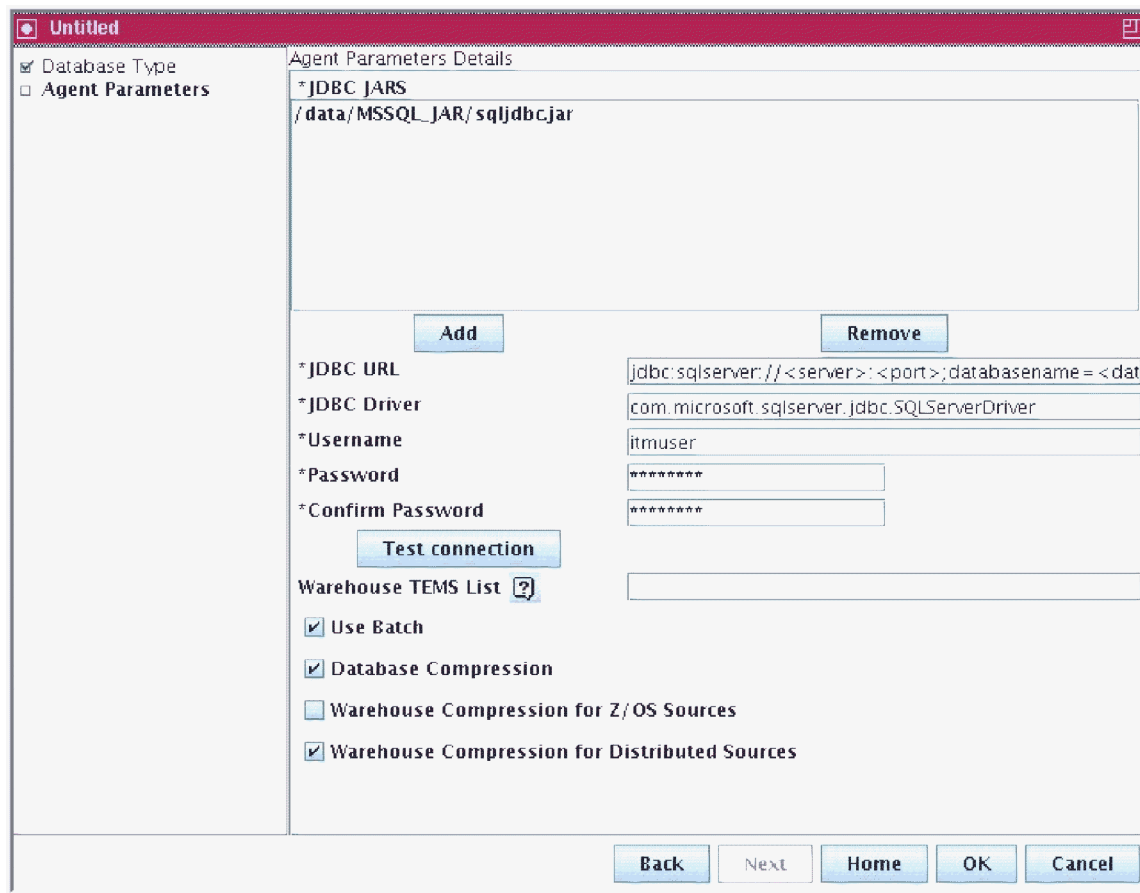 Untitled
Database Type
Agent Parameters
Agent Parameters Details
*JDBC JARS
/data/MSSQL_JAR/sqljdbc.jar
Add
Remove
*JDBC URL
jdbc:sqlserver://<server>:<port>;databasename=<dat
*JDBC Driver
com.microsoft.sqlserver.jdbc.SQLServerDriver
*Username
itmuser
*Password
********
*Confirm Password
********
Test connection
Warehouse TEMS List ?
Use Batch
Database Compression
Warehouse Compression for Z/OS Sources
Warehouse Compression for Distributed Sources
Back
Next
Home
OK
Cancel